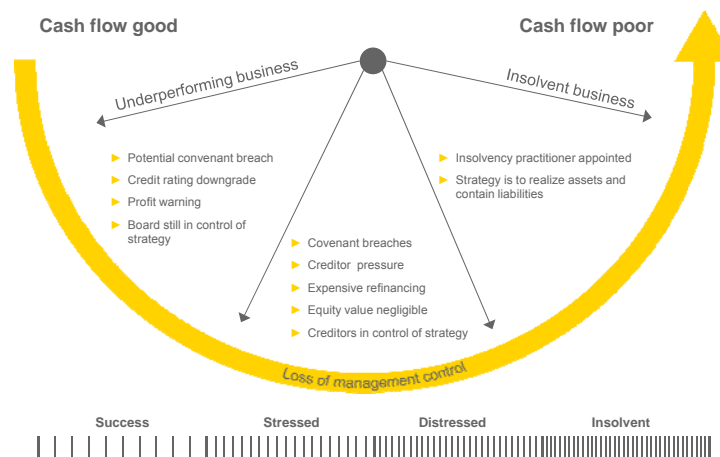 Cash flow good
Cash flow poor
Underperforming business
Insolvent business
Potential convenant breach
Credit rating downgrade
Profit warning
Board still in control of
strategy
Insolvency practitioner appointed
Strategy is to realize assets and
contain liabilities
Covenant breaches
Creditor pressure
Expensive refinancing
Equity value negligible
Creditors in control of strategy
Loss of management control
Success
Stressed
Distressed
Insolvent